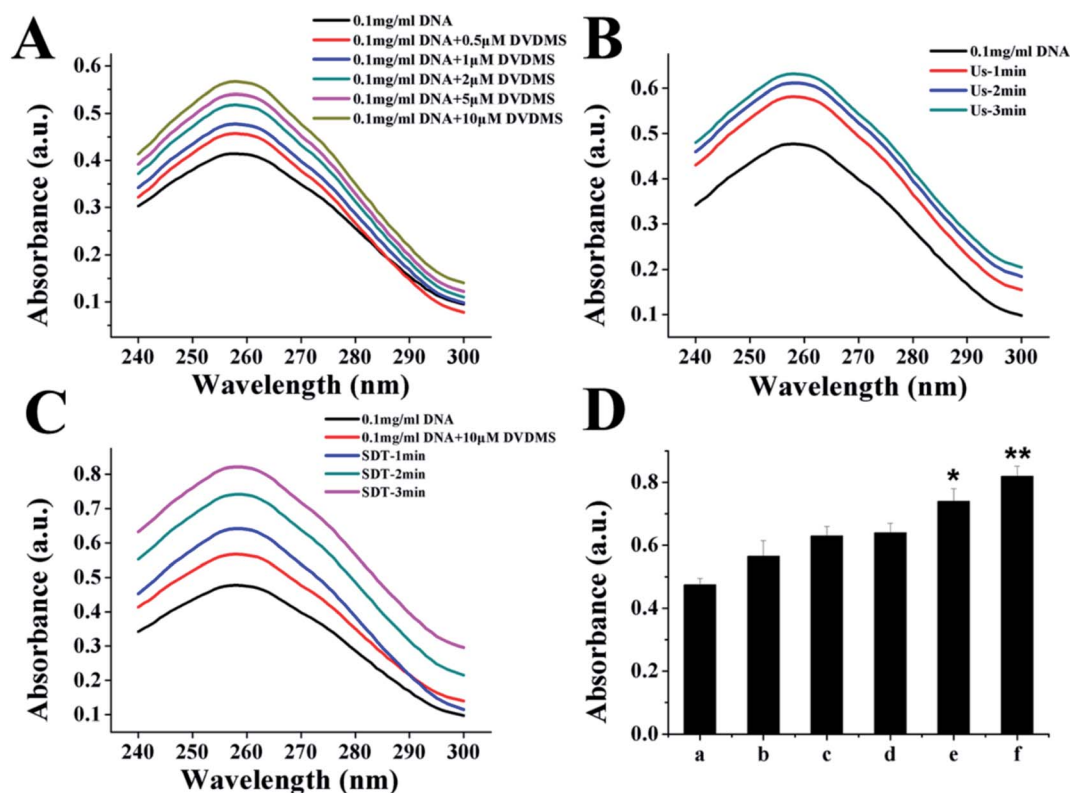 A
0.1mg/ml DNA
0.1mg/ml DNA+0.5μM DVDMS
0.1mg/ml DNA+1μM DVDMS
0.1mg/ml DNA+2μM DVDMS
0.1mg/ml DNA+5μM DVDMS
0.1mg/ml DNA+10μM DVDMS
Absorbance (a.u.)
0.6
0.5
0.4
0.3
0.2
0.1
240 250 260 270 280 290 300
Wavelength (nm)
B
0.1mg/ml DNA
Us-1min
Us-2min
Us-3min
Absorbance (a.u.)
0.6
0.5
0.4
0.3
0.2
0.1
240 250 260 270 280 290 300
Wavelength (nm)
C
0.1mg/ml DNA
0.1mg/ml DNA+10μM DVDMS
SDT-1min
SDT-2min
SDT-3min
Absorbance (a.u.)
0.8
0.7
0.6
0.5
0.4
0.3
0.2
0.1
240 250 260 270 280 290 300
Wavelength (nm)
D
Absorbance (a.u.)
0.8
0.6
0.4
0.2
0.0
* **
a b c d e f